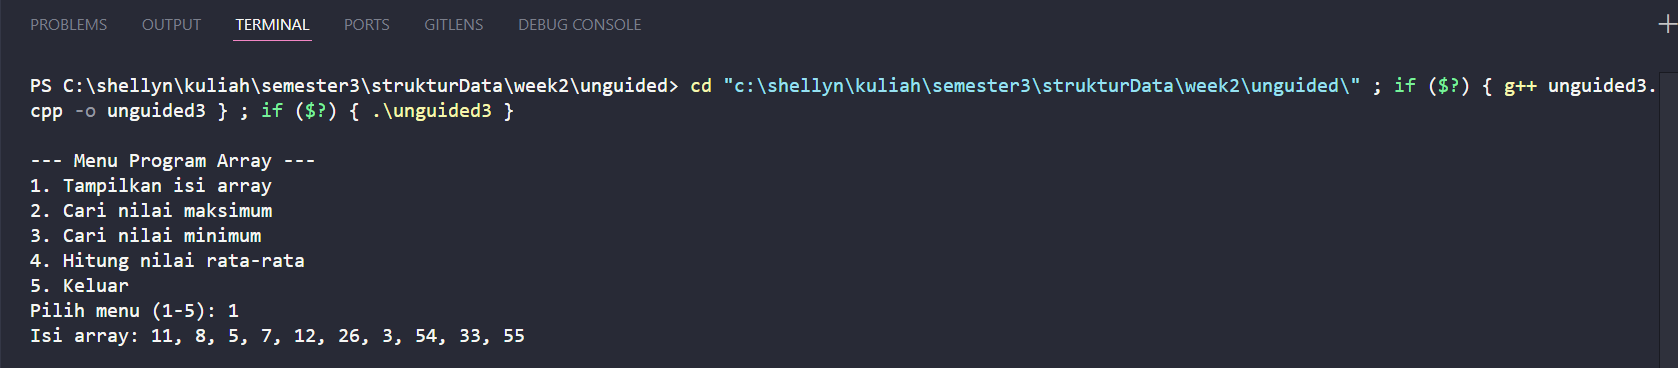 PROBLEMS OUTPUT TERMINAL PORTS GITLENS DEBUG CONSOLE
PS C:\shellyn\kuliah\semester3\strukturData\week2\unguided> cd "c:\shellyn\kuliah\semester3\strukturData\week2\unguided\" ; if ($?) { g++ unguided3.
cpp -o unguided3 } ; if ($?) { .\unguided3 }
--- Menu Program Array ---
1. Tampilkan isi array
2. Cari nilai maksimum
3. Cari nilai minimum
4. Hitung nilai rata-rata
5. Keluar
Pilih menu (1-5): 1
Isi array: 11, 8, 5, 7, 12, 26, 3, 54, 33, 55